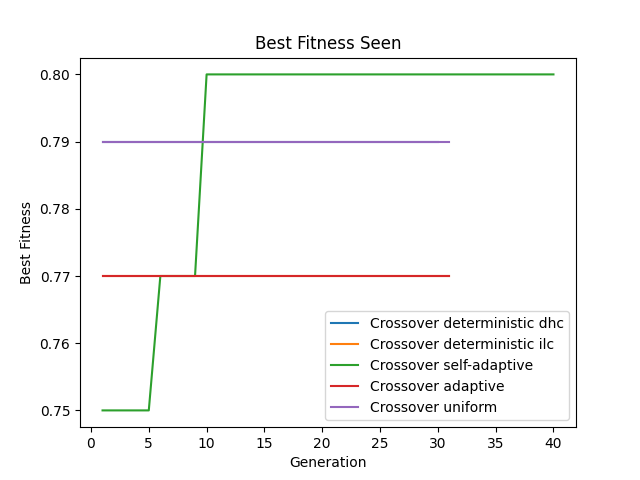 Best Fitness Seen
Best Fitness
0.80
0.79
0.78
0.77
0.76
0.75
Crossover deterministic dhc
Crossover deterministic ilc
Crossover self-adaptive
Crossover adaptive
Crossover uniform
0 5 10 15 20 25 30 35 40
Generation